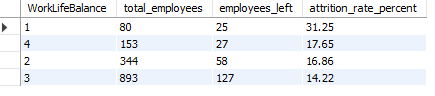 WorkLifeBalance total_employees employees_left attrition_rate_percent
1 80 25 31.25
4 153 27 17.65
2 344 58 16.86
3 893 127 14.22